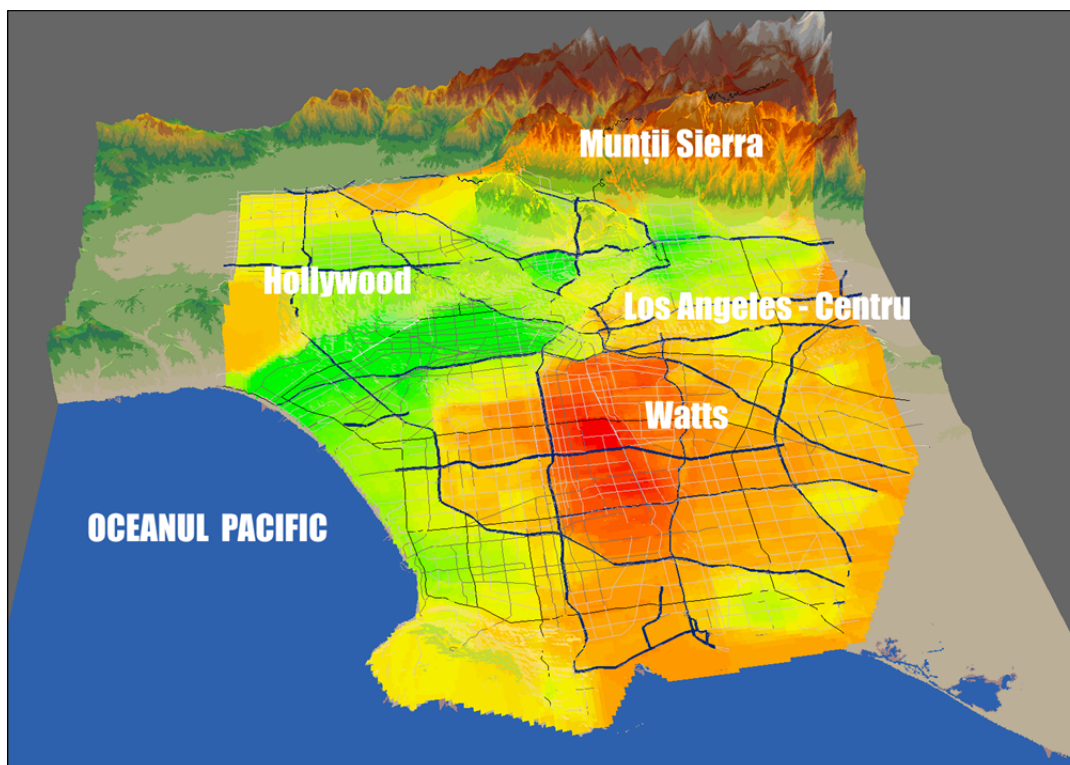 Munții Sierra
Hollywood
Los Angeles - Centru
Watts
OCEANUL PACIFIC